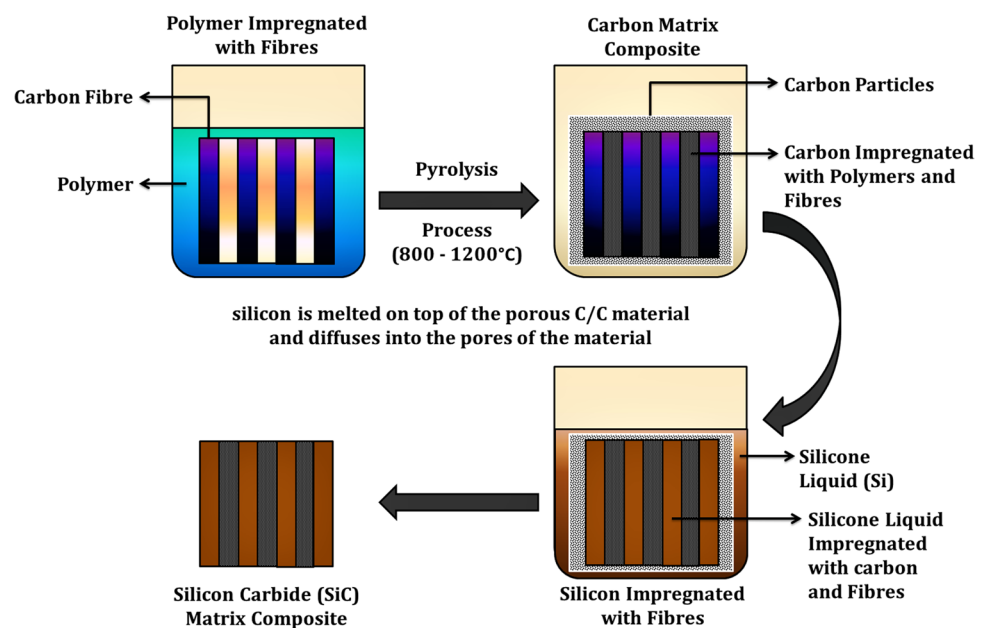 Polymer Impregnated
with Fibres
Carbon Fibre
Polymer
Pyrolysis
Process
(800 - 1200°C)
Carbon Matrix
Composite
Carbon Particles
Carbon Impregnated
with Polymers and
Fibres
silicon is melted on top of the porous C/C material
and diffuses into the pores of the material
Silicone
Liquid (Si)
Silicone Liquid
Impregnated
with carbon
and Fibres
Silicon Impregnated
with Fibres
Silicon Carbide (SiC)
Matrix Composite